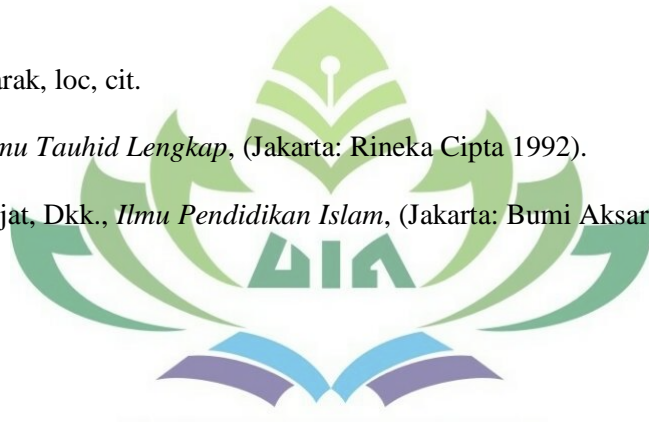 arak, loc, cit.
mu Tauhid Lengkap, (Jakarta: Rineka Cipta 1992).
jat, Dkk., Ilmu Pendidikan Islam, (Jakarta: Bumi Aksar
UIN